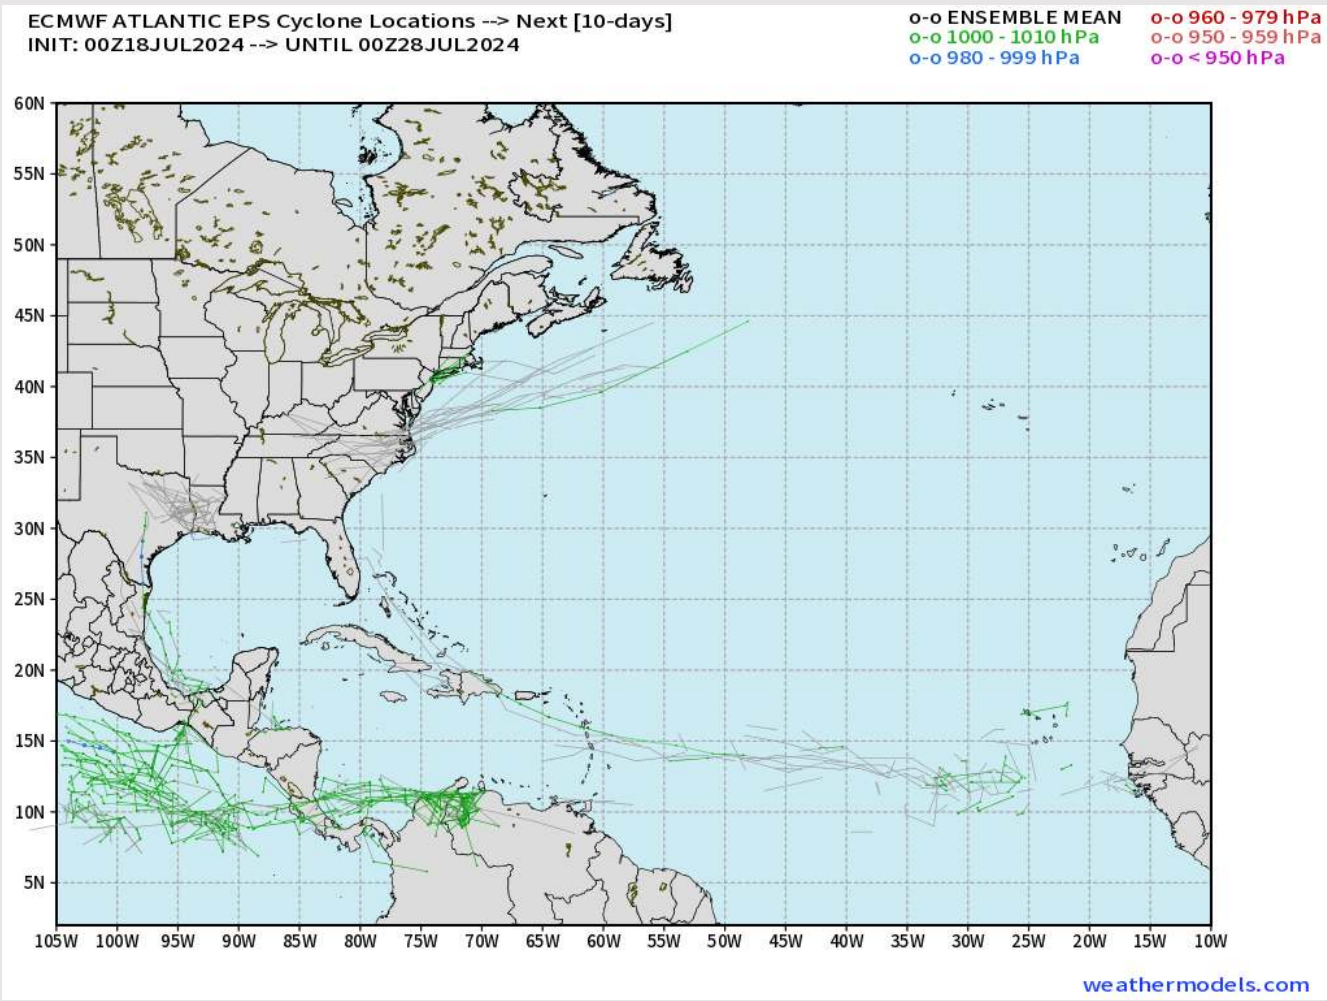 ECMWF ATLANTIC EPS Cyclone Locations --> Next [10-days]
INIT: 00Z18JUL2024 --> UNTIL 00Z28JUL2024
o-o ENSEMBLE MEAN
o-o 960 - 979 hPa
o-o 1000 - 1010 hPa
o-o 950 - 959 hPa
o-o 980 - 999 hPa
o-o < 950 hPa
60N
55N
50N
45N
40N
35N
30N
25N
20N
15N
10N
5N
105W 100W 95W 90W 85W 80W 75W 70W 65W 60W 55W 50W 45W 40W 35W 30W 25W 20W 15W 10W
weathermodels.com